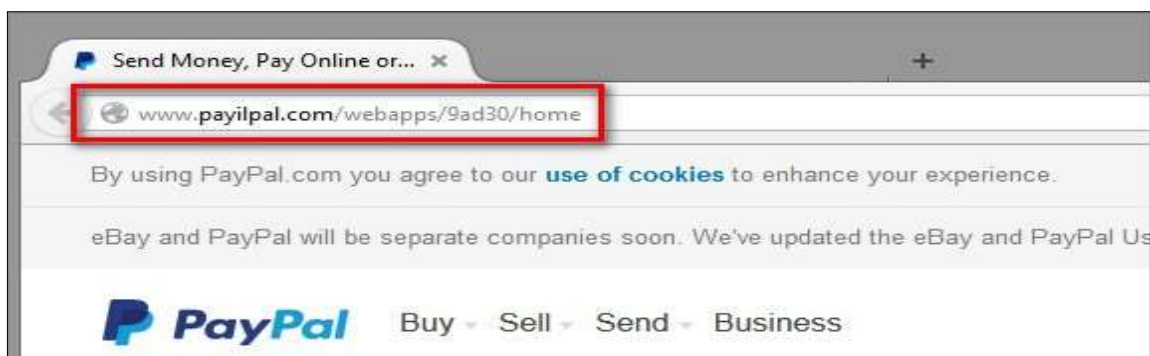 Send Money, Pay Online or...
www.payilpal.com/webapps/9ad30/home
By using PayPal.com you agree to our use of cookies to enhance your experience.
eBay and PayPal will be separate companies soon. We've updated the eBay and PayPal Us
PayPal Buy Sell Send Business